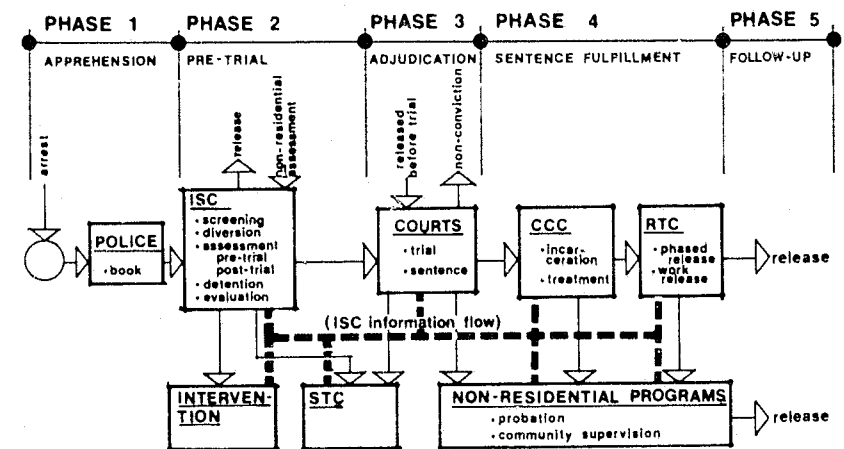 PHASE 1
PHASE 2
PHASE 3
PHASE 4
PHASE 5
APPREHENSION
PRE-TRIAL
ADJUDICATION
SENTENCE FULPILLMENT
FOLLOW-UP
arrest
release
non-residential
assessment
released
before trial
non-conviction
POLICE
• book
ISC
• screening
• diversion
• assessment
pre-trial
post-trial
• detention
• evaluation
COURTS
• trial
• sentence
CCC
• incar-
ceration
• treatment
RTC
• phased
release
• work
release
release
(ISC information flow)
INTERVEN-
TION
STC
NON-RESIDENTIAL PROGRAMS
• probation
• community supervision
release